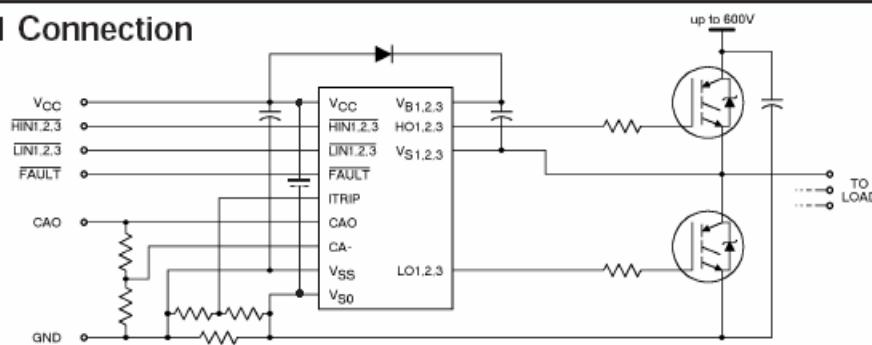 Connection
up to 600V
VCC
HIN1,2,3
LIN1,2,3
FAULT
CAO
GND
VCC
HIN1,2,3
LIN1,2,3
FAULT
ITRIP
CAO
CA-
VSS
VS0
VB1,2,3
HO1,2,3
VS1,2,3
LO1,2,3
TO
LOAD